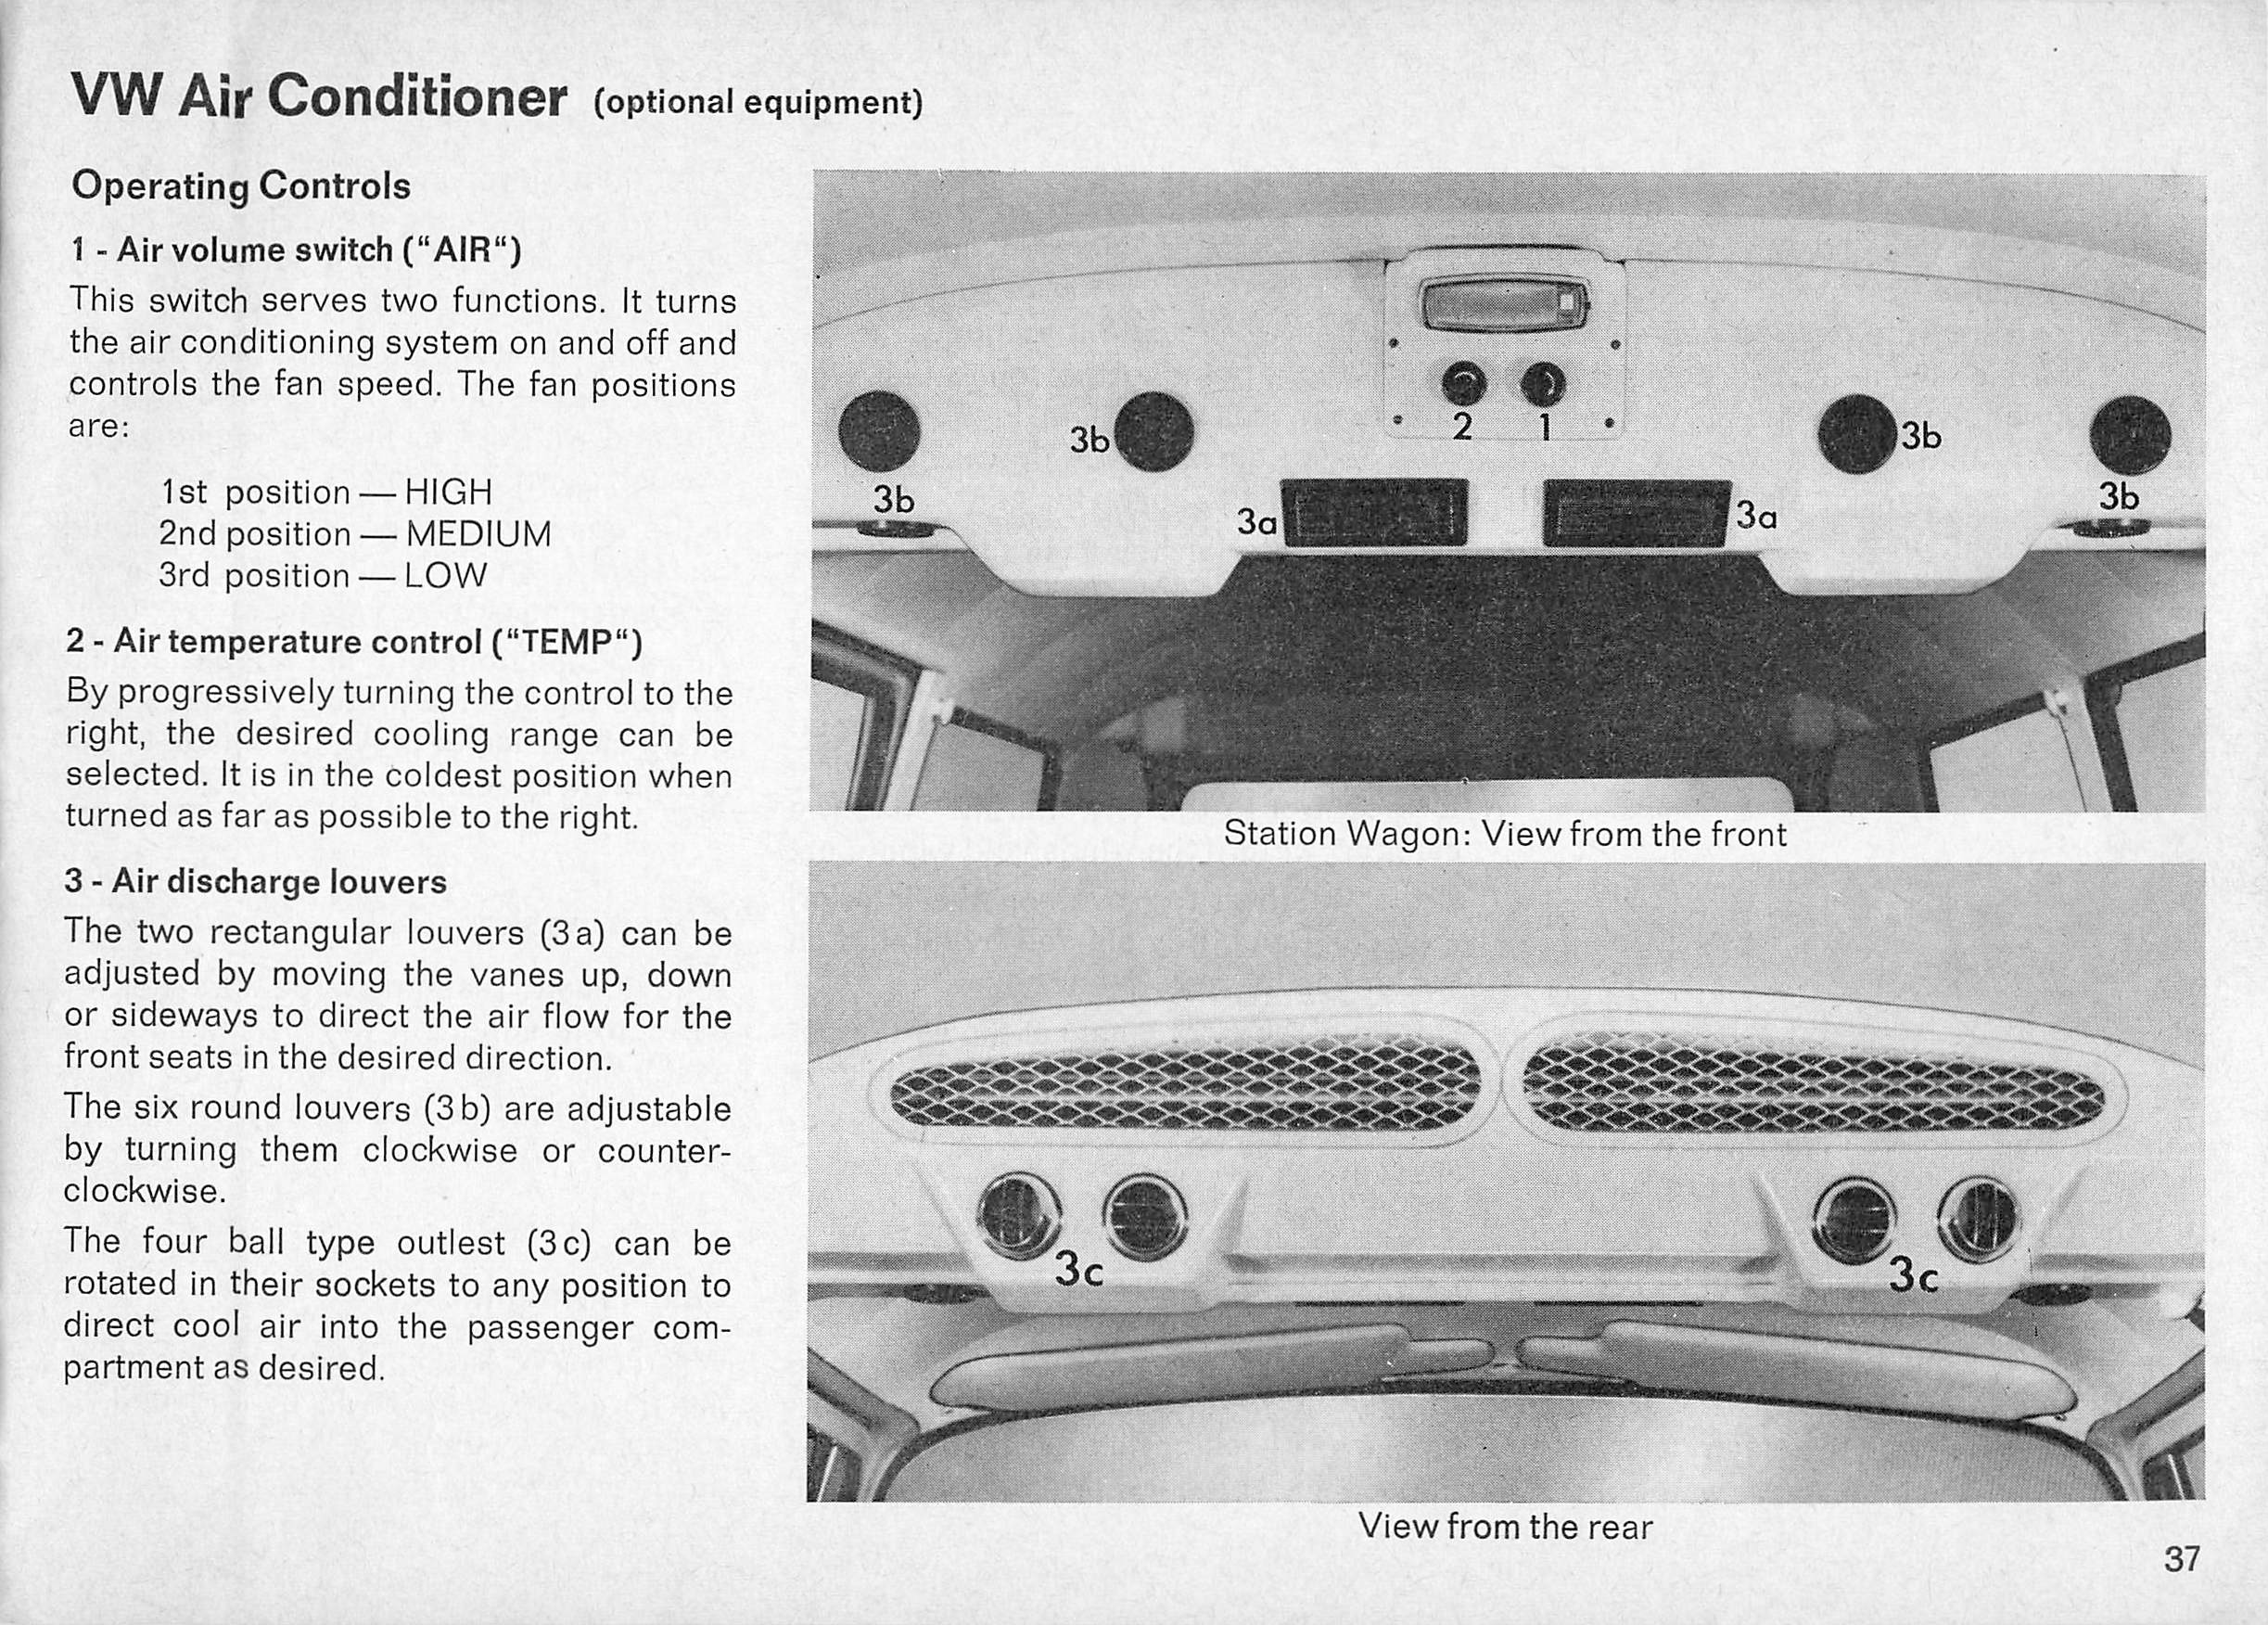 VW Air Conditioner (optional equipment)
Operating Controls
1 - Air volume switch (“AIR“)
This switch serves two functions. It turns
the air conditioning system on and off and
controls the fan speed. The fan positions
are:
1st position — HIGH
2nd position — MEDIUM
3rd position — LOW
2 - Air temperature control (“TEMP“)
By progressively turning the control to the
right, the desired cooling range can be
selected. It is in the coldest position when
turned as far as possible to the right.
3 - Air discharge louvers
The two rectangular louvers (3a) can be
adjusted by moving the vanes up, down
or sideways to direct the air flow for the
front seats in the desired direction.
The six round louvers (3b) are adjustable
by turning them clockwise or counter-
clockwise.
The four ball type outlest (3c) can be
rotated in their sockets to any position to
direct cool air into the passenger com-
partment as desired.
2 1
3b 3b
3b 3b
3a 3a
Station Wagon: View from the front
3c 3c
View from the rear
37